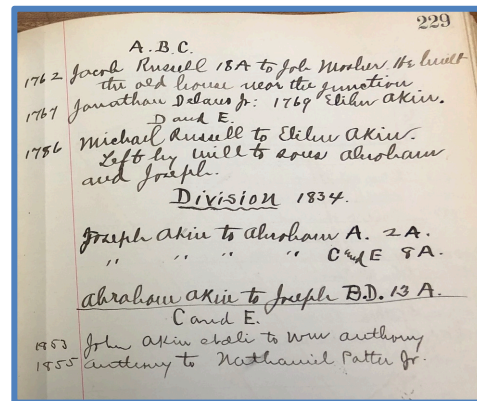 229
A.B.C.
1762 Jacob Russell 18A to Job Mosher. He built
the old house near the junction
1767 Jonathan Delano Jr: 1769 Elihu Akin.
D and E.
1786 Michael Russell to Elihu Akin.
Left by will to sons Abraham
and Joseph.
Division 1834.
Joseph Akin to Abraham A. 2A.
" " " " C and E 8A.
Abraham Akin to Joseph B.D. 13 A.
C and E.
1853 John Akin to Wm Anthony
1855 Anthony to Nathaniel Potter Jr.